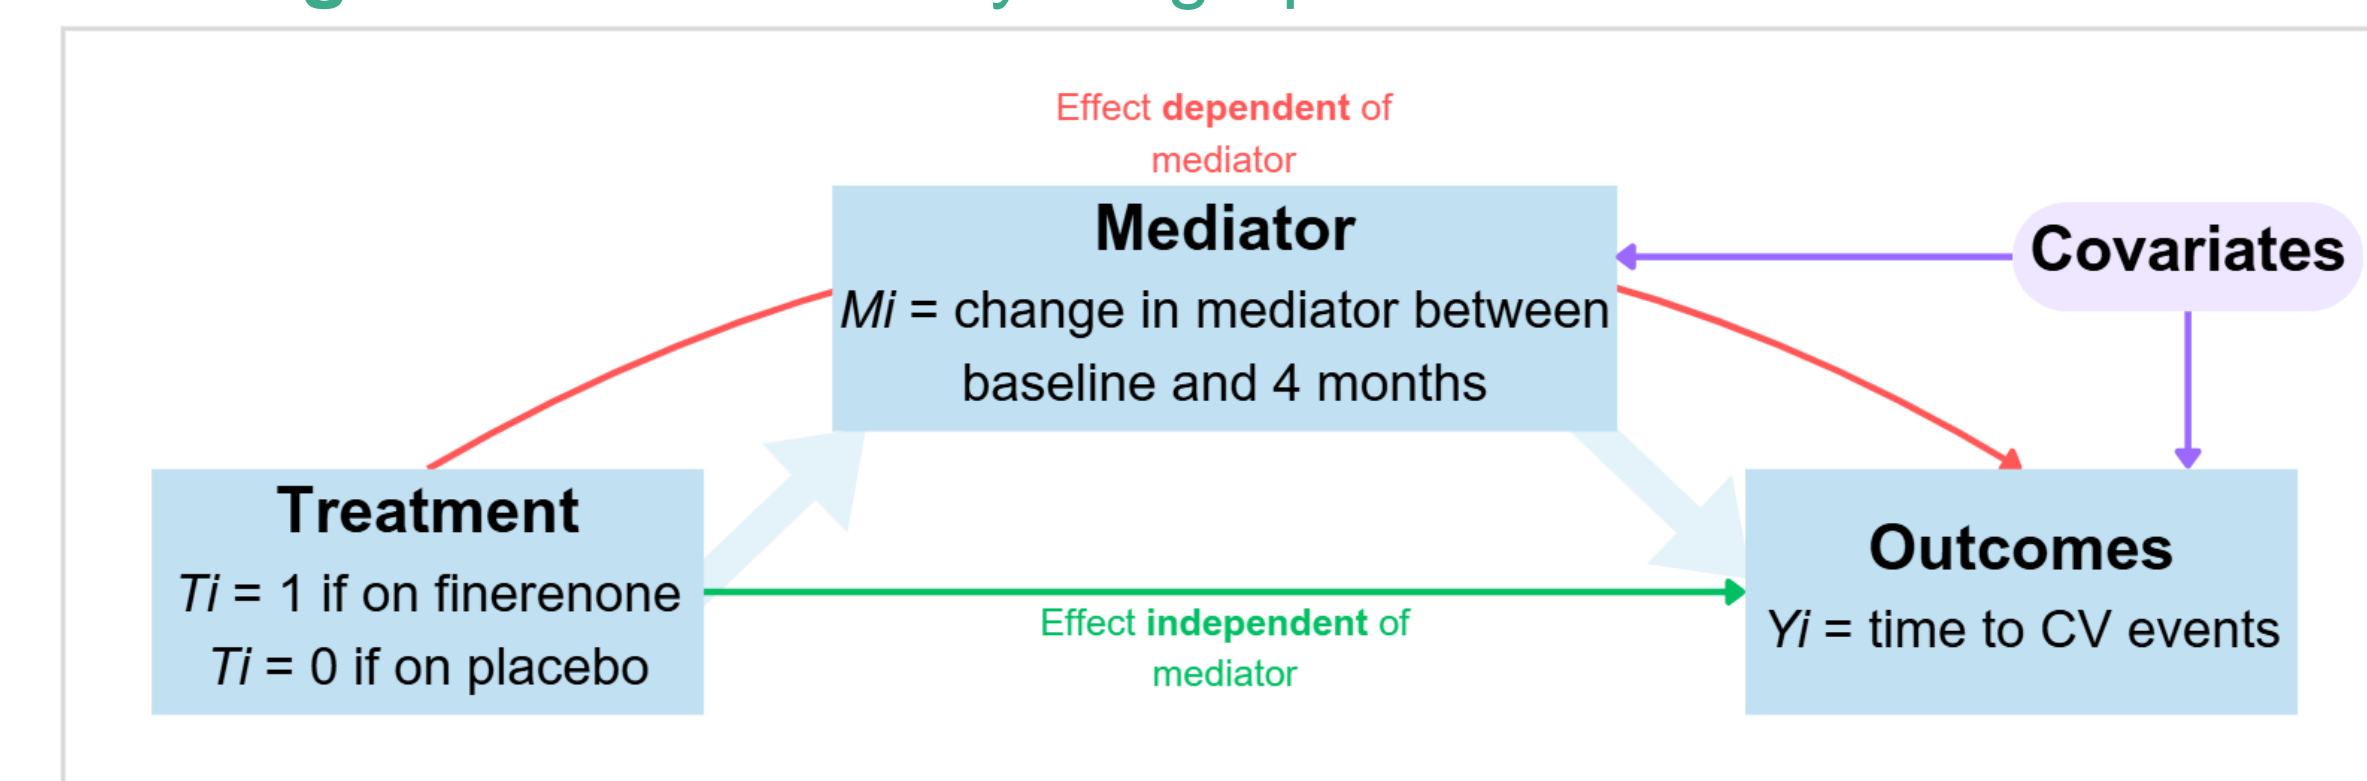 Effect dependent of
mediator
Mediator
Mi = change in mediator between
baseline and 4 months
Covariates
Treatment
Ti = 1 if on finerenone
Ti = 0 if on placebo
Effect independent of
mediator
Outcomes
Yi = time to CV events